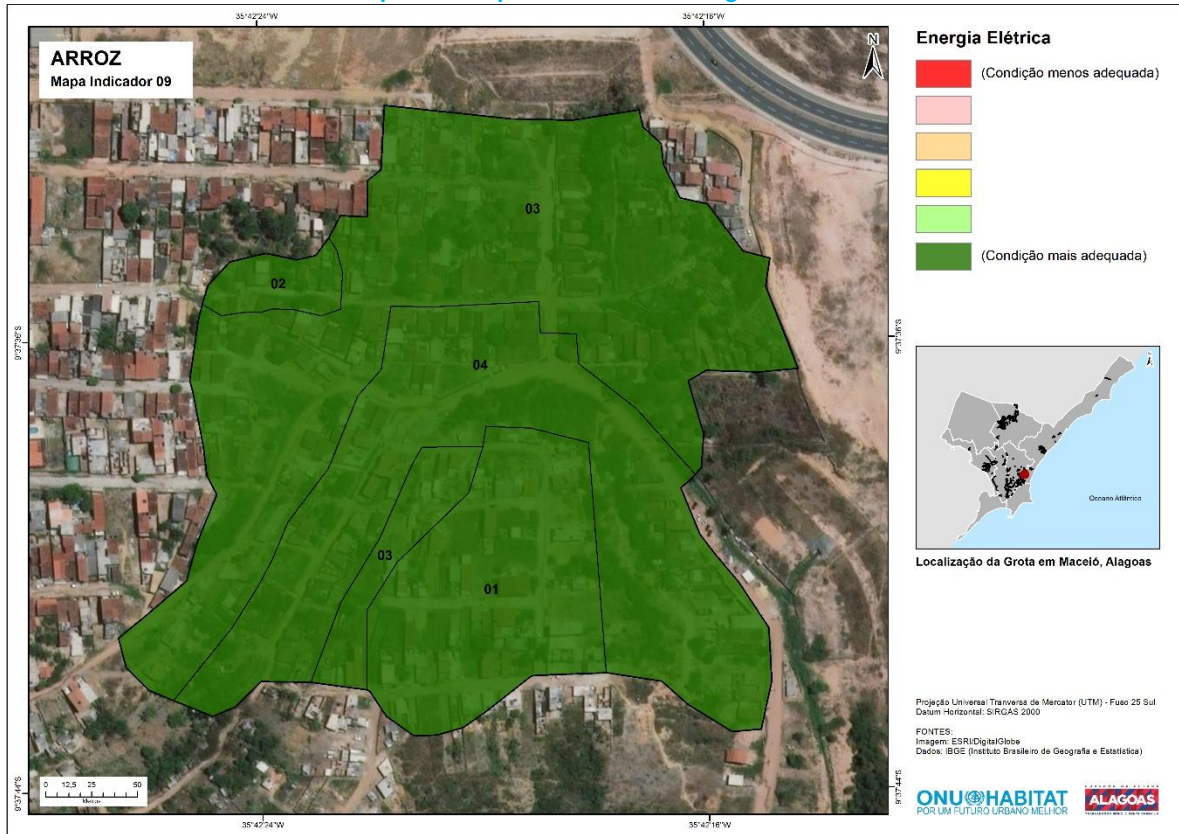 35°42'24"W
35°42'16"W
ARROZ
Mapa Indicador 09
N
Energia Elétrica
(Condição menos adequada)
(Condição mais adequada)
03
02
04
03
01
9°37'36"S
9°37'36"S
Oceano Atlântico
Localização da Grota em Maceió, Alagoas
Projeção Universal Tranversa de Mercator (UTM) - Fuso 25 Sul
Datum Horizontal: SIRGAS 2000
FONTES:
Imagem: ESRI/DigitalGlobe
Dados: IBGE (Instituto Brasileiro de Geografia e Estatística)
0 12,5 25 50
Metros
9°37'44"S
9°37'44"S
ONU HABITAT
POR UM FUTURO URBANO MELHOR
ALAGOAS
35°42'24"W
35°42'16"W